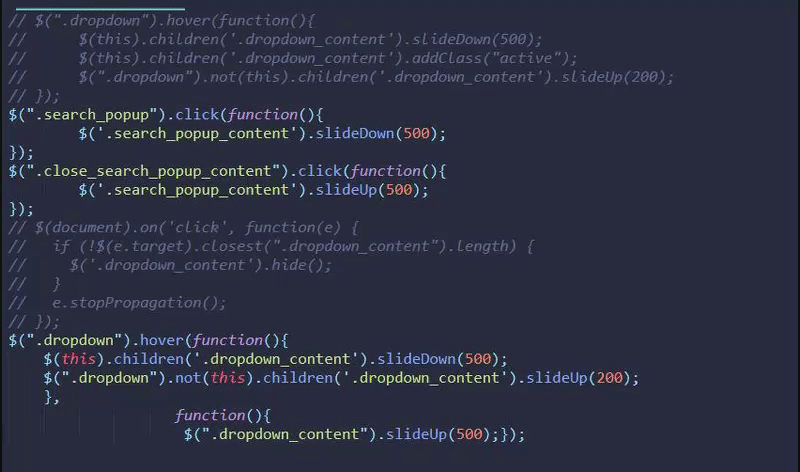 // $(".dropdown").hover(function(){
//      $(this).children('.dropdown_content').slideDown(500);
//      $(this).children('.dropdown_content').addClass("active");
//      $(".dropdown").not(this).children('.dropdown_content').slideUp(200);
// });
$(".search_popup").click(function(){
        $('.search_popup_content').slideDown(500);
});
$(".close_search_popup_content").click(function(){
        $('.search_popup_content').slideUp(500);
});
// $(document).on('click', function(e) {
//   if (!$(e.target).closest(".dropdown_content").length) {
//     $('.dropdown_content').hide();
//   }
//   e.stopPropagation();
// });
$(".dropdown").hover(function(){
    $(this).children('.dropdown_content').slideDown(500);
    $(".dropdown").not(this).children('.dropdown_content').slideUp(200);
    },
                   function(){
                    $(".dropdown_content").slideUp(500);});